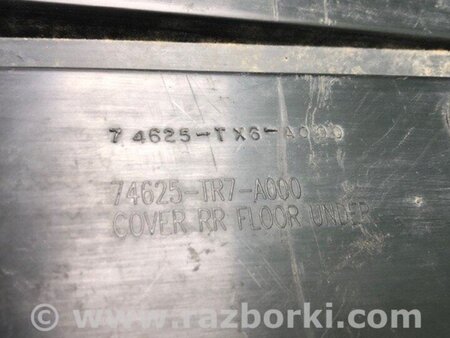 74625-TX6-A000
74625-TR7-A000
COVER RR FLOOR UNDER
© www.razborki.com